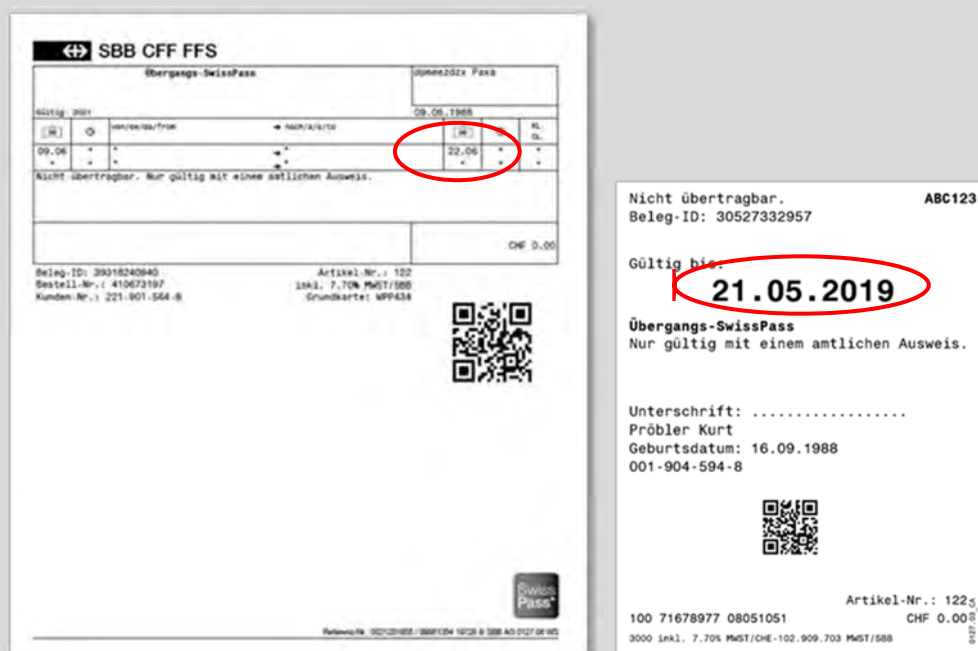 SBB CFF FFS
Übergangs-SwissPass
Gültig: 2021
09.06.1988
von/de/da/from → nach/à/a/to KL. CL.
09.06 * * → * 22.06 * *
* * → * * *
Nicht übertragbar. Nur gültig mit einem amtlichen Ausweis.
CHF 0.00
Beleg-ID: 39318240940 Artikel-Nr.: 122
Bestell-Nr.: 410673197 inkl. 7.70% MWST/SBB
Kunden-Nr.: 221-901-564-8 Grundkarte:
Swiss
Pass
Nicht übertragbar. ABC123
Beleg-ID: 30527332957
Gültig bis:
21.05.2019
Übergangs-SwissPass
Nur gültig mit einem amtlichen Ausweis.
Unterschrift: ..................
Pröbler Kurt
Geburtsdatum: 16.09.1988
001-904-594-8
Artikel-Nr.: 122
100 71678977 08051051 CHF 0.00
3000 inkl. 7.70% MWST/CHE-102.909.703 MWST/SBB